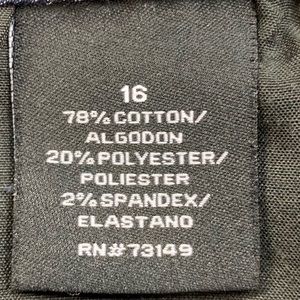 16
78% COTTON/
ALGODON
20% POLYESTER/
POLIESTER
2% SPANDEX/
ELASTANO
RN#73149